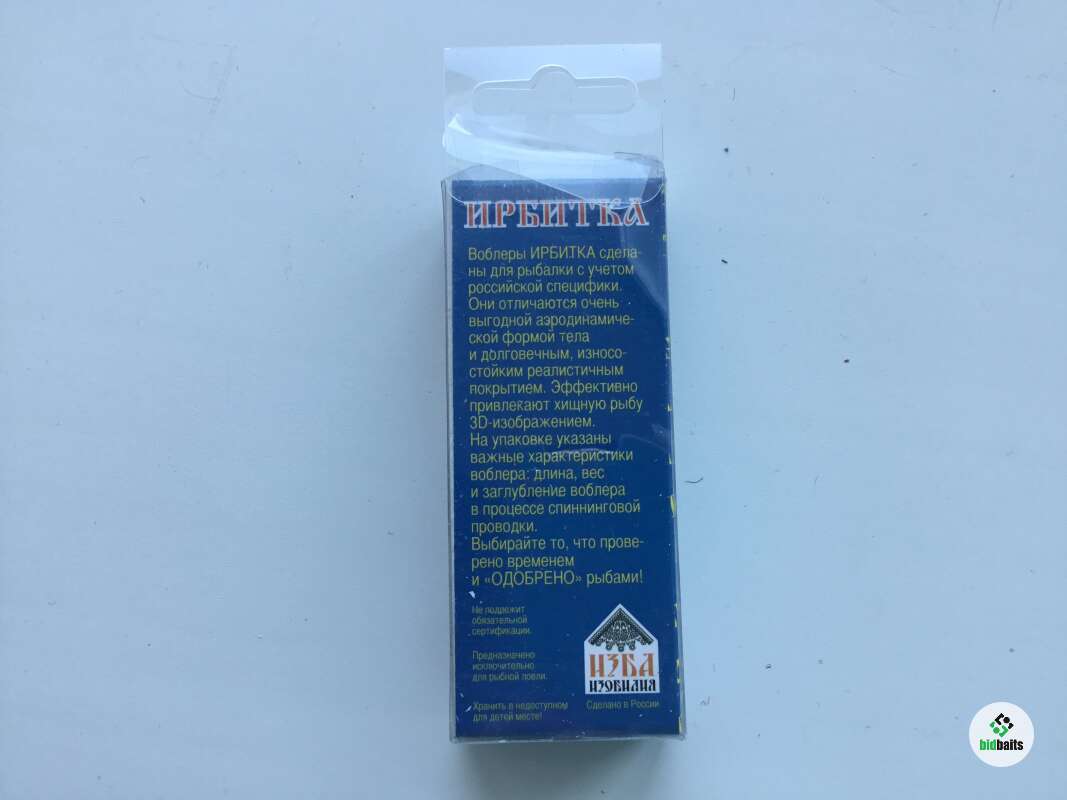 ИРБИТКА
Воблеры ИРБИТКА сдела-
ны для рыбалки с учетом
российской специфики.
Они отличаются очень
выгодной аэродинамиче-
ской формой тела
и долговечным, износо-
стойким реалистичным
покрытием. Эффективно
привлекают хищную рыбу
3D-изображением.
На упаковке указаны
важные характеристики
воблера: длина, вес
и заглубление воблера
в процессе спиннинговой
проводки.
Выбирайте то, что прове-
рено временем
и «ОДОБРЕНО» рыбами!
Не подлежит
обязательной
сертификации.
Предназначено
исключительно
для рыбной ловли.
Хранить в недоступном
для детей месте!
ИЗБА
ИЗОБИЛИЯ
Сделано в России
bidbaits